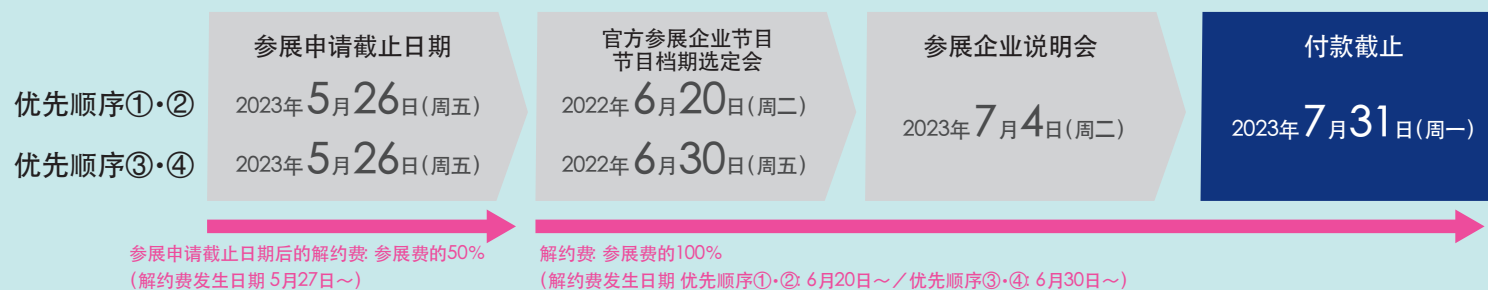 参展申请截止日期
官方参展企业节目
节目档期选定会
参展企业说明会
付款截止
优先顺序①・②
2023年5月26日(周五)
2022年6月20日(周二)
2023年7月4日(周二)
2023年7月31日(周一)
优先顺序③・④
2023年5月26日(周五)
2022年6月30日(周五)
参展申请截止日期后的解约费: 参展费的50%
(解约费发生日期 5月27日～)
解约费: 参展费的100%
(解约费发生日期 优先顺序①・②: 6月20日～／优先顺序③・④: 6月30日～)